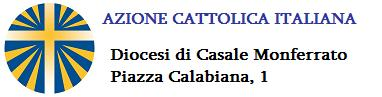 AZIONE CATTOLICA ITALIANA
Diocesi di Casale Monferrato
Piazza Calabiana, 1